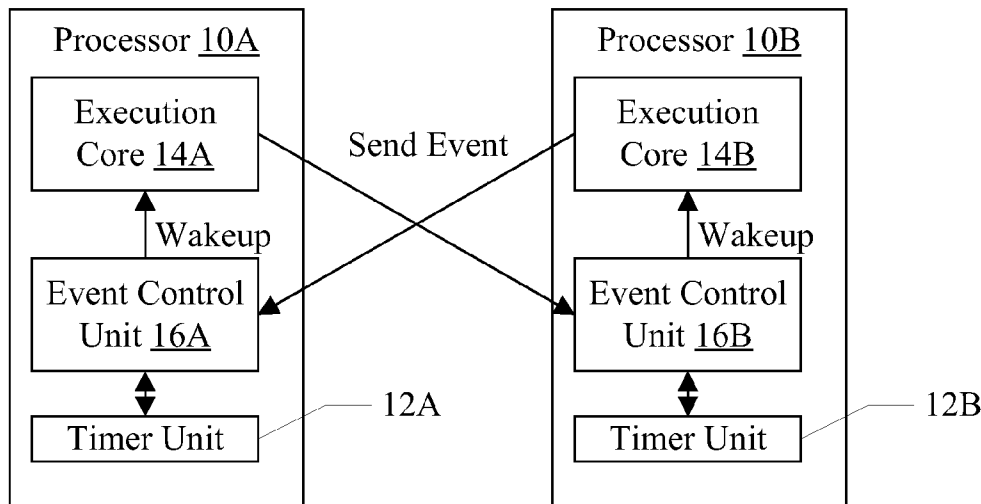 Processor 10A
Execution
Core 14A
Wakeup
Event Control
Unit 16A
Timer Unit
12A
Send Event
Processor 10B
Execution
Core 14B
Wakeup
Event Control
Unit 16B
Timer Unit
12B